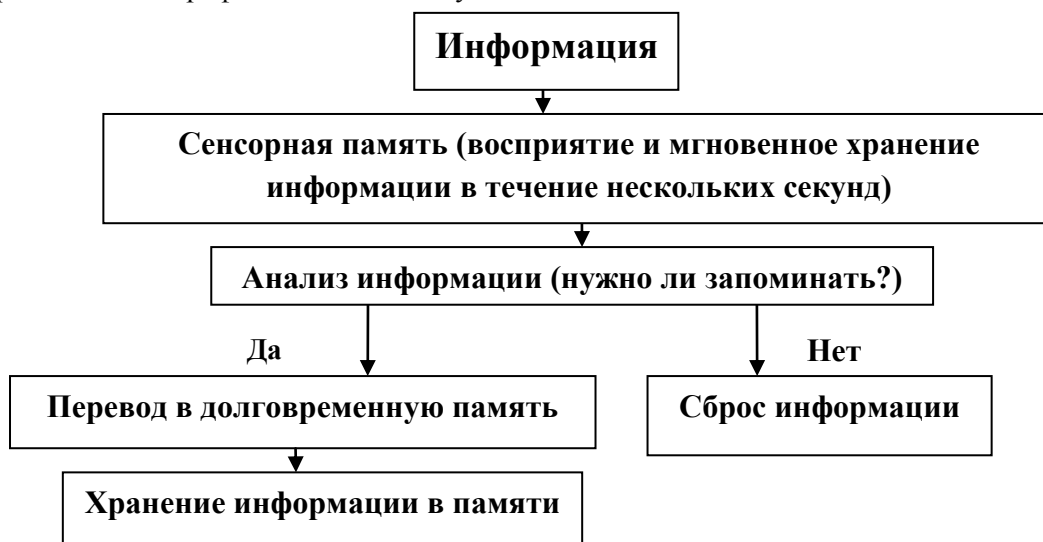 Информация
Сенсорная память (восприятие и мгновенное хранение
информации в течение нескольких секунд)
Анализ информации (нужно ли запоминать?)
Да
Нет
Перевод в долговременную память
Сброс информации
Хранение информации в памяти